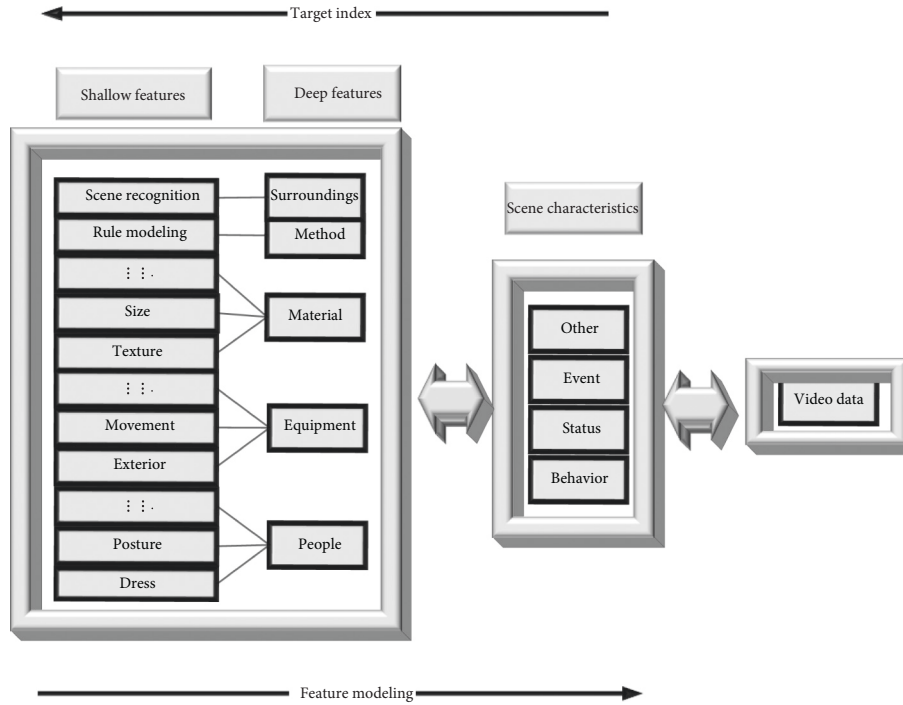 Target index
Shallow features
Deep features
Scene recognition
Surroundings
Rule modeling
Method
⋮ ⋮ .
Size
Material
Texture
⋮ ⋮ .
Movement
Equipment
Exterior
⋮ ⋮ .
Posture
People
Dress
Scene characteristics
Other
Event
Status
Behavior
Video data
Feature modeling